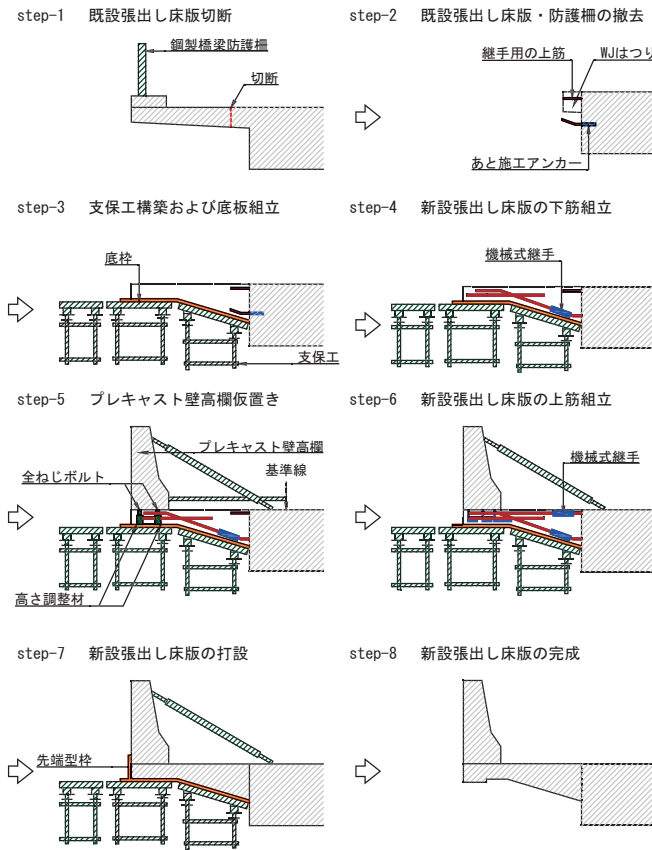 step-1 既設張出し床版切断
鋼製橋梁防護柵
切断
step-2 既設張出し床版・防護柵の撤去
継手用の上筋
WJはつり
あと施工アンカー
step-3 支保工構築および底板組立
底枠
支保工
step-4 新設張出し床版の下筋組立
機械式継手
step-5 プレキャスト壁高欄仮置き
プレキャスト壁高欄
全ねじボルト
基準線
高さ調整材
step-6 新設張出し床版の上筋組立
機械式継手
step-7 新設張出し床版の打設
先端型枠
step-8 新設張出し床版の完成